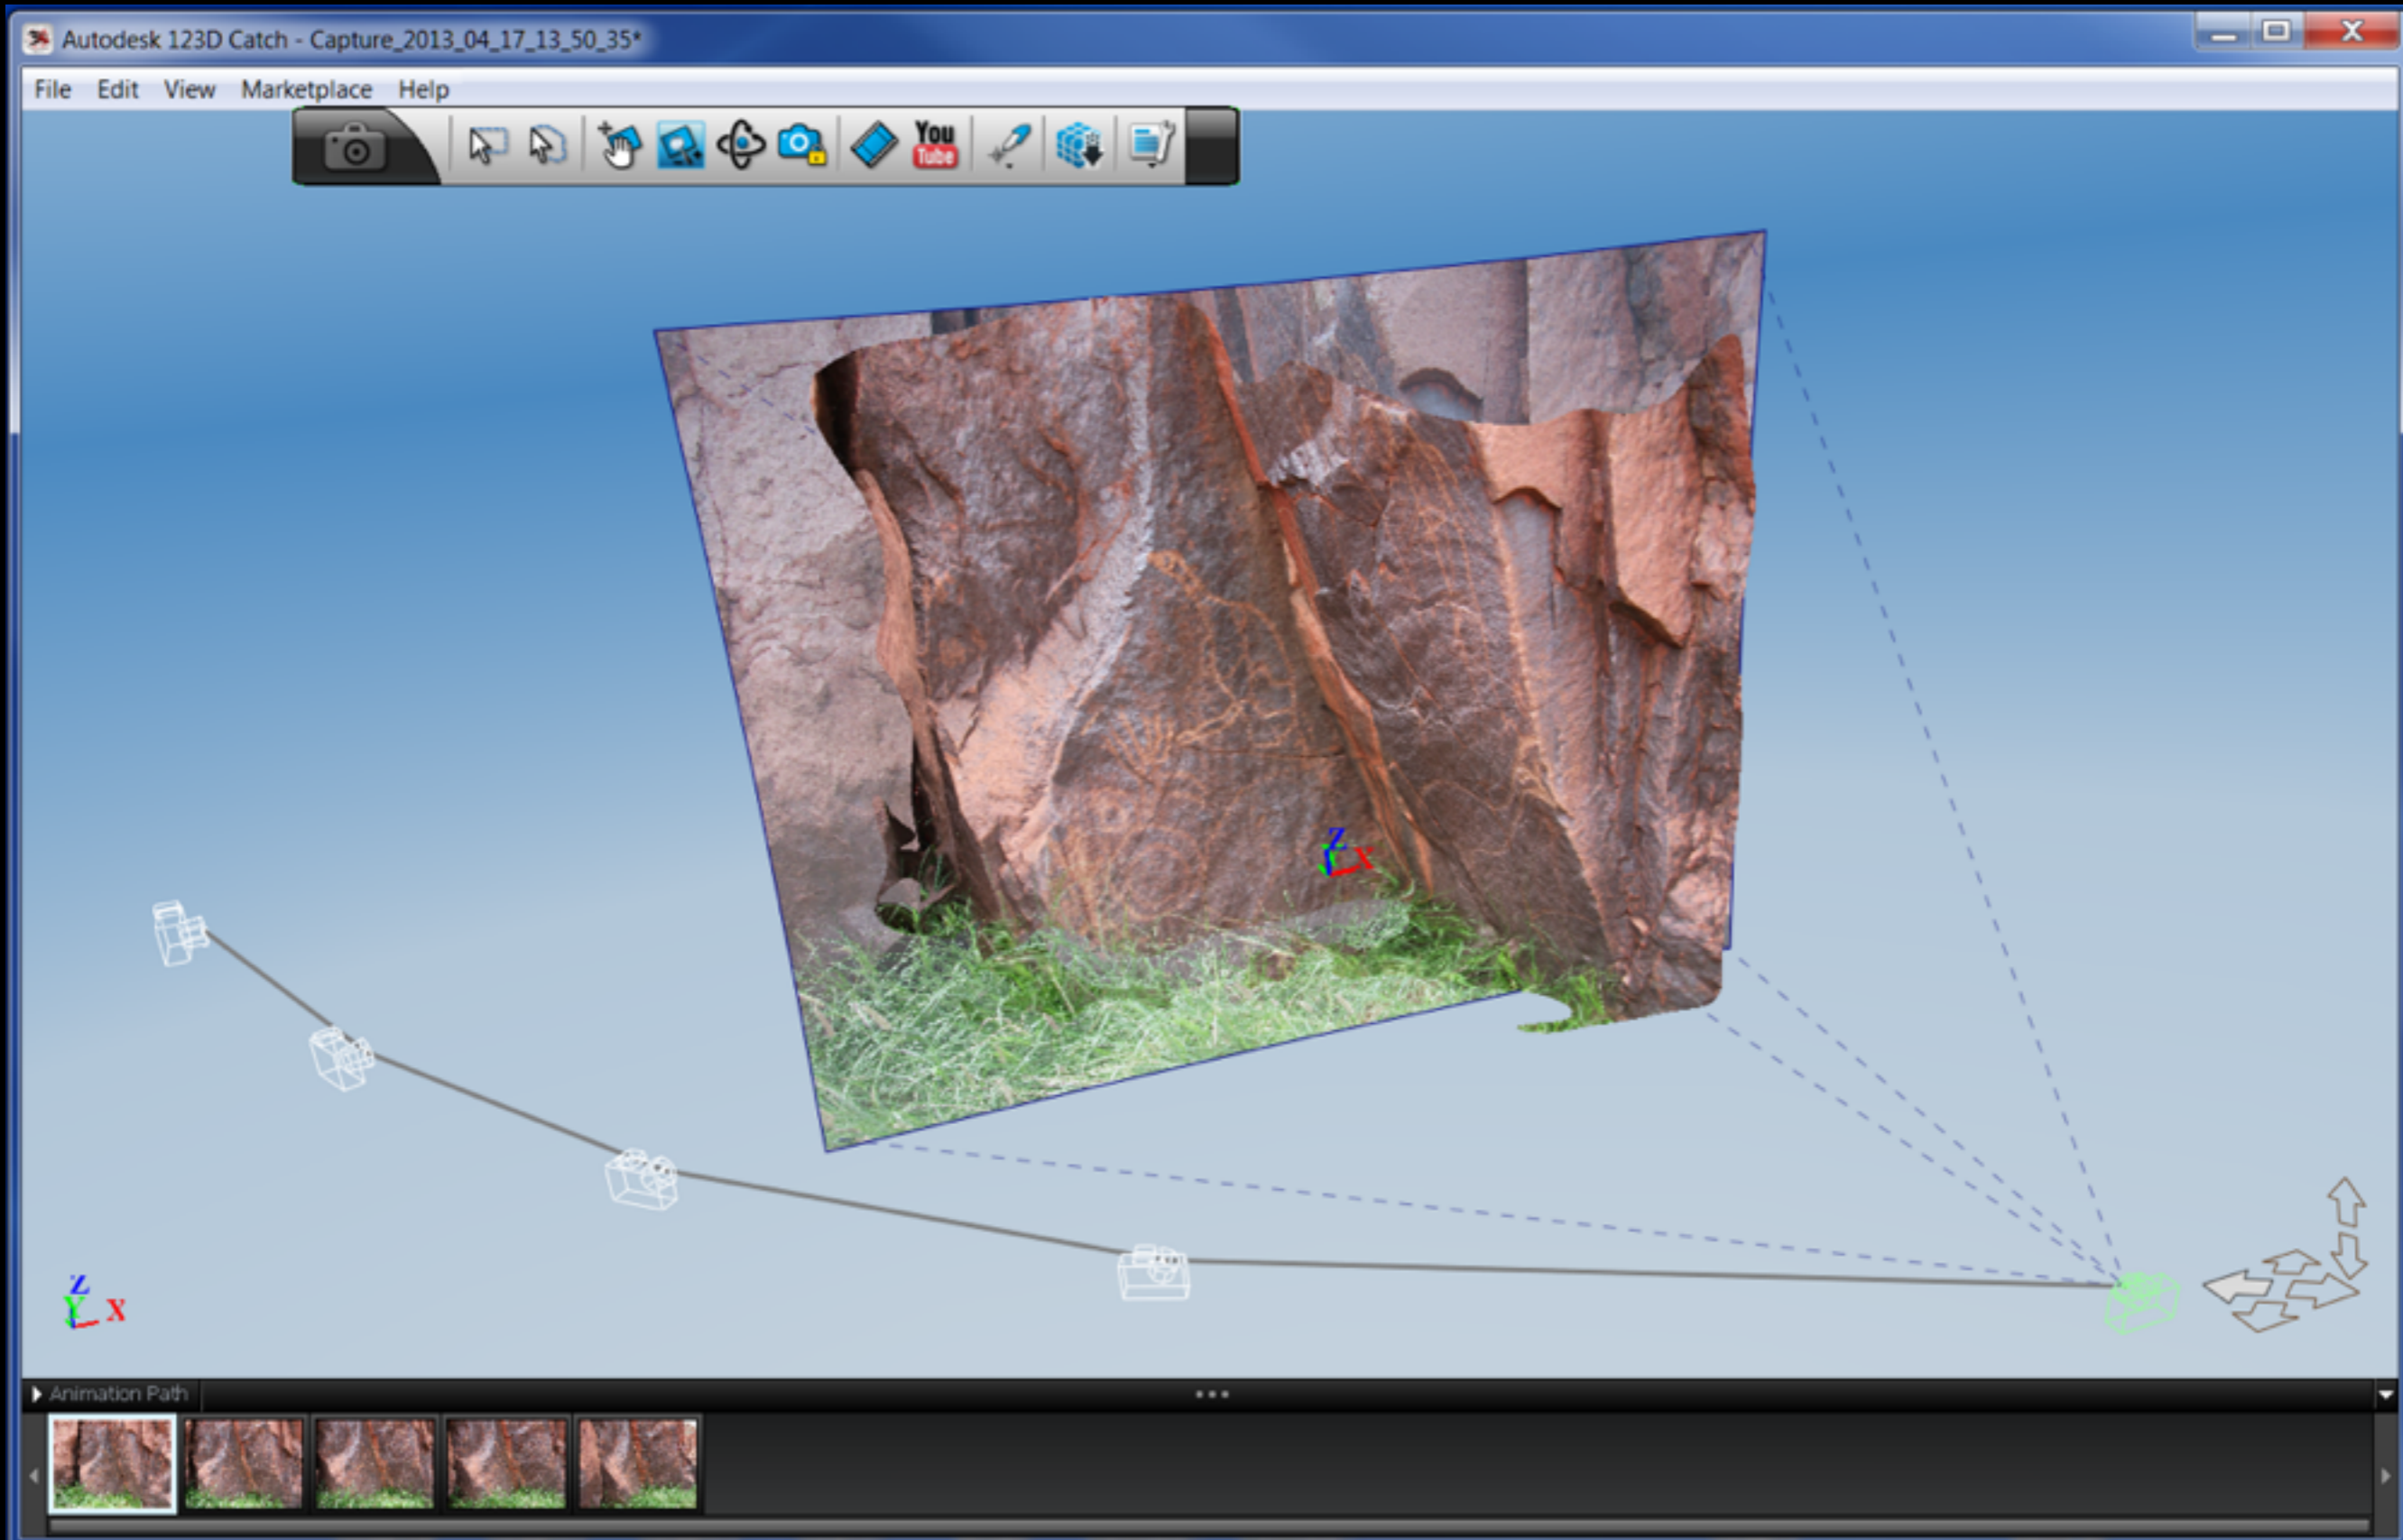 Autodesk 123D Catch - Capture_2013_04_17_13_50_35*
File Edit View Marketplace Help
You
Tube
Z
X
Z
Y X
Animation Path